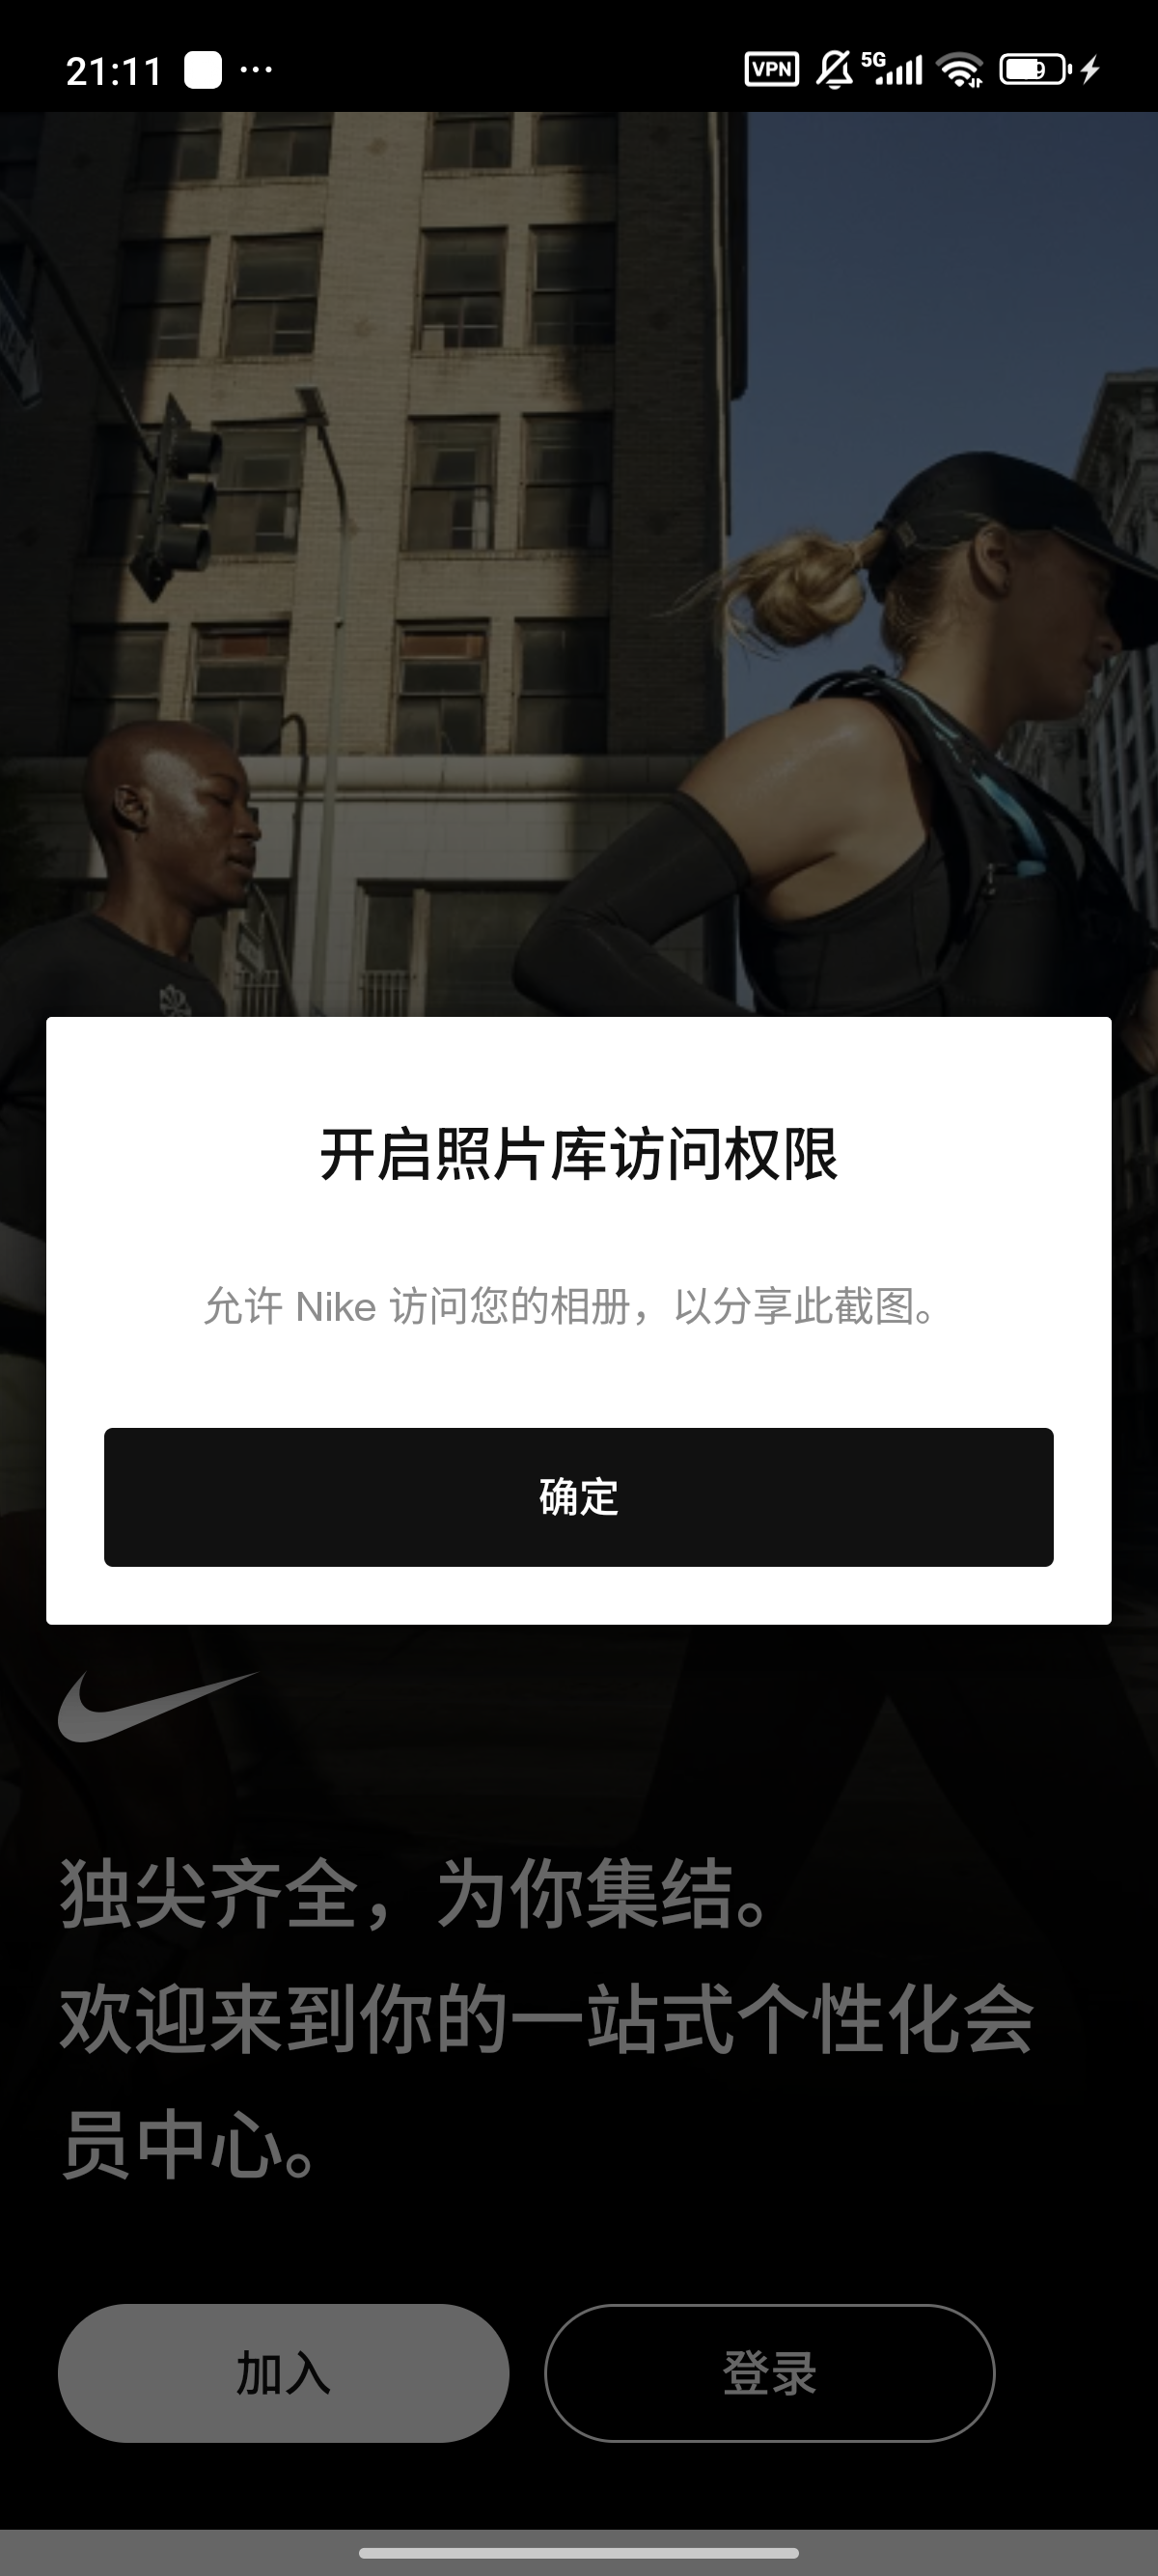 21:11
VPN
5G
开启照片库访问权限
允许 Nike 访问您的相册，以分享此截图。
确定
独尖齐全，为你集结。
欢迎来到你的一站式个性化会
员中心。
加入
登录